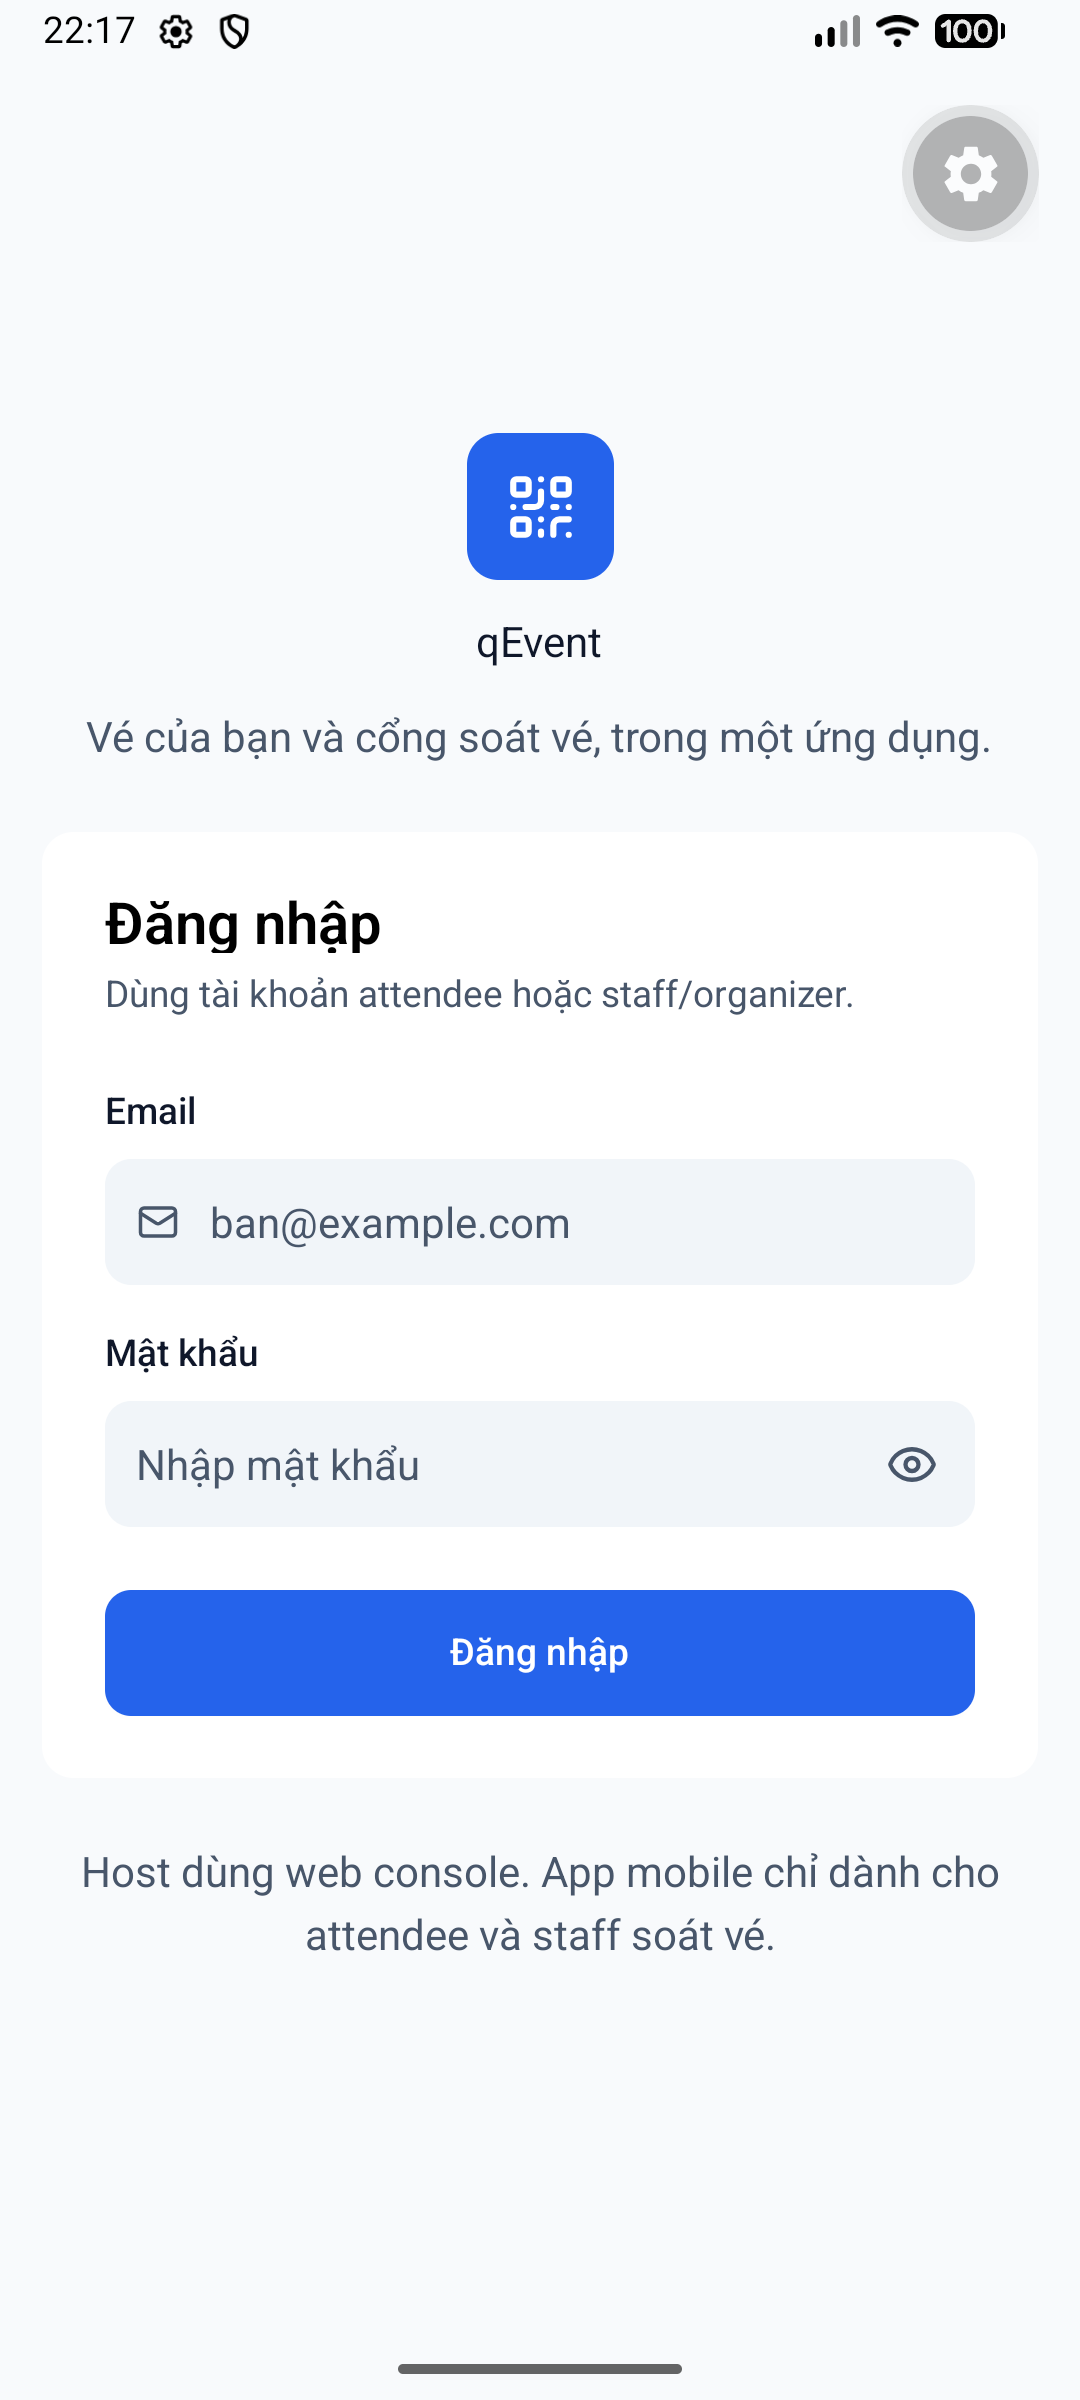 22:17
100
qEvent
Vé của bạn và cổng soát vé, trong một ứng dụng.
Đăng nhập
Dùng tài khoản attendee hoặc staff/organizer.
Email
ban@example.com
Mật khẩu
Nhập mật khẩu
Đăng nhập
Host dùng web console. App mobile chỉ dành cho
attendee và staff soát vé.